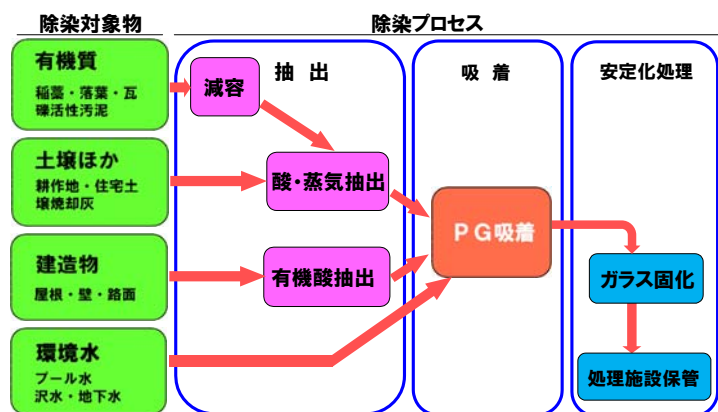 除染対象物
除染プロセス
有機質
稲藁・落葉・瓦
礫活性汚泥
土壌ほか
耕作地・住宅土
壌焼却灰
建造物
屋根・壁・路面
環境水
プール水
沢水・地下水
抽 出
減容
酸・蒸気抽出
有機酸抽出
吸 着
PG吸着
安定化処理
ガラス固化
処理施設保管